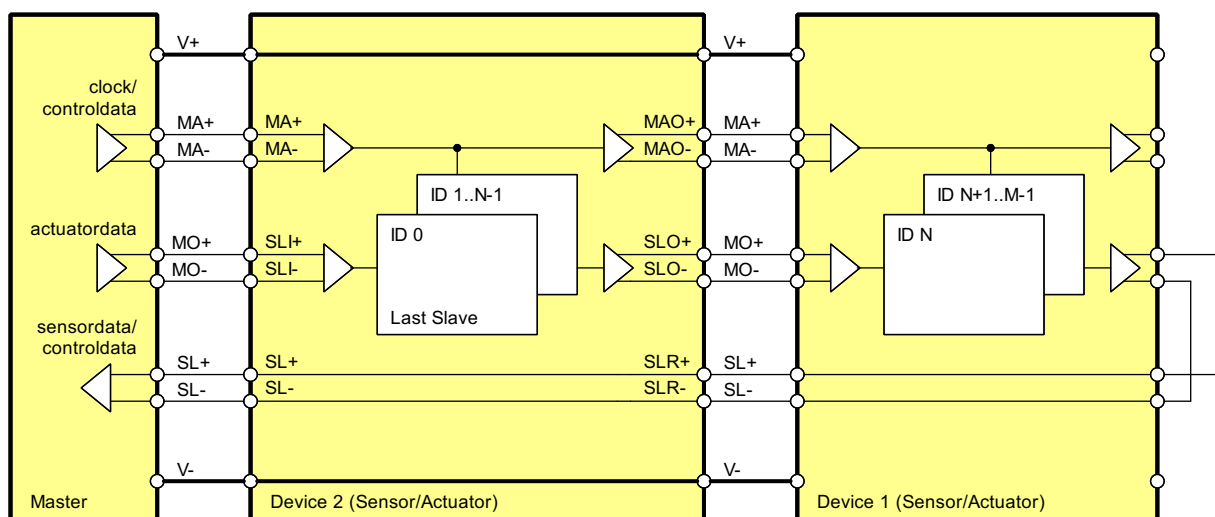 V+
V+
clock/
controldata
MA+
MA+
MAO+
MA+
MA-
MA-
MAO-
MA-
ID 1..N-1
ID N+1..M-1
actuatordata
MO+
SLI+
ID 0
SLO+
MO+
ID N
MO-
SLI-
SLO-
MO-
Last Slave
sensordata/
controldata
SL+
SL+
SLR+
SL+
SL-
SL-
SLR-
SL-
V-
V-
Master
Device 2 (Sensor/Actuator)
Device 1 (Sensor/Actuator)